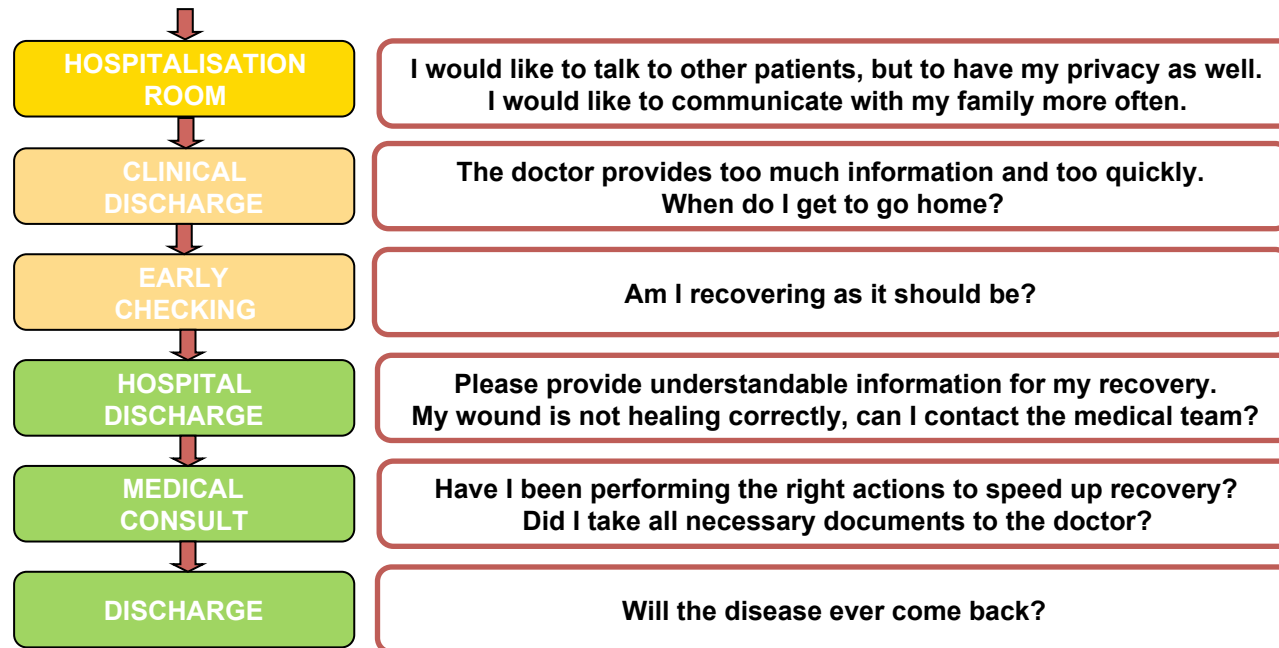 HOSPITALISATION
ROOM
I would like to talk to other patients, but to have my privacy as well.
I would like to communicate with my family more often.
CLINICAL
DISCHARGE
The doctor provides too much information and too quickly.
When do I get to go home?
EARLY
CHECKING
Am I recovering as it should be?
HOSPITAL
DISCHARGE
Please provide understandable information for my recovery.
My wound is not healing correctly, can I contact the medical team?
MEDICAL
CONSULT
Have I been performing the right actions to speed up recovery?
Did I take all necessary documents to the doctor?
DISCHARGE
Will the disease ever come back?